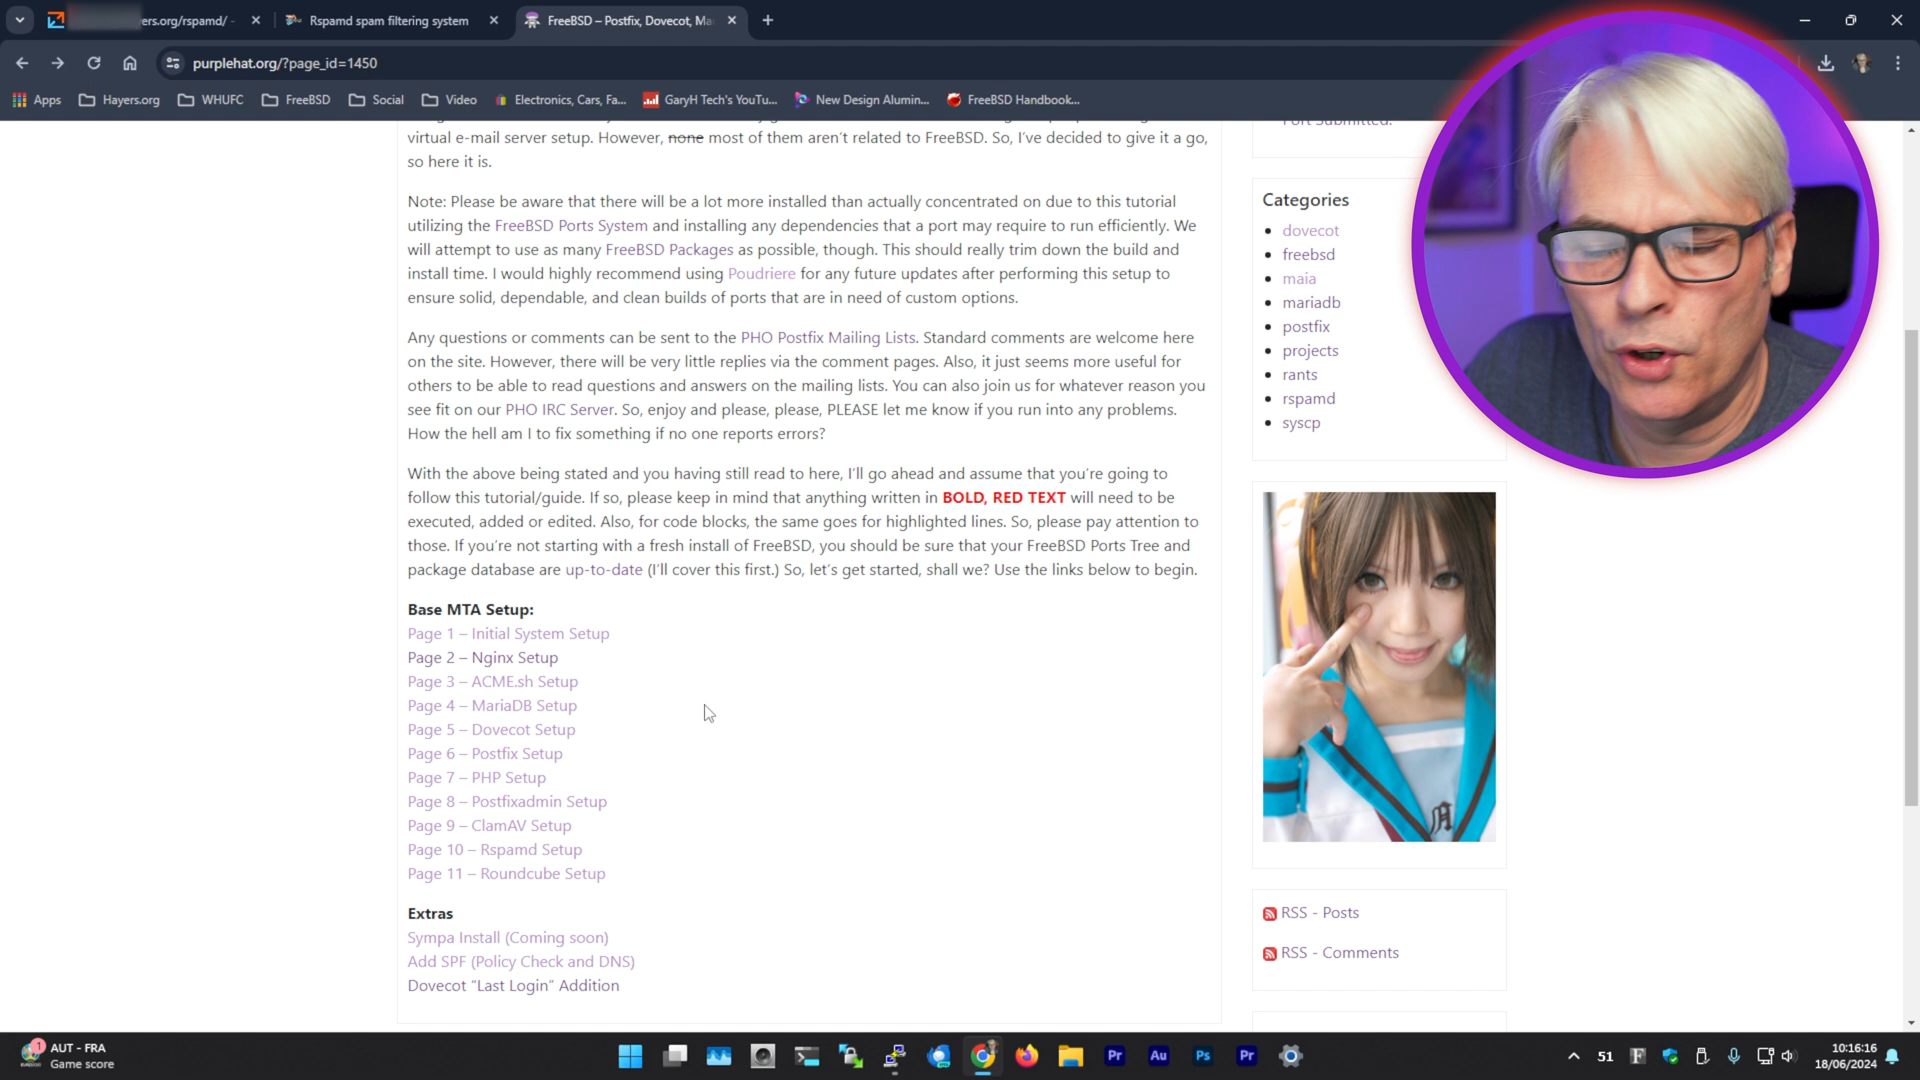 ers.org/rspamd/ -
Rspamd spam filtering system
FreeBSD – Postfix, Dovecot, Ma
purplehat.org/?page_id=1450
Apps
Hayers.org
WHUFC
FreeBSD
Social
Video
Electronics, Cars, Fa...
GaryH Tech's YouTu...
New Design Alumin...
FreeBSD Handbook...
virtual e-mail server setup. However, none most of them aren't related to FreeBSD. So, I've decided to give it a go,
so here it is.
Note: Please be aware that there will be a lot more installed than actually concentrated on due to this tutorial
utilizing the FreeBSD Ports System and installing any dependencies that a port may require to run efficiently. We
will attempt to use as many FreeBSD Packages as possible, though. This should really trim down the build and
install time. I would highly recommend using Poudriere for any future updates after performing this setup to
ensure solid, dependable, and clean builds of ports that are in need of custom options.
Any questions or comments can be sent to the PHO Postfix Mailing Lists. Standard comments are welcome here
on the site. However, there will be very little replies via the comment pages. Also, it just seems more useful for
others to be able to read questions and answers on the mailing lists. You can also join us for whatever reason you
see fit on our PHO IRC Server. So, enjoy and please, please, PLEASE let me know if you run into any problems.
How the hell am I to fix something if no one reports errors?
With the above being stated and you having still read to here, I'll go ahead and assume that you're going to
follow this tutorial/guide. If so, please keep in mind that anything written in BOLD, RED TEXT will need to be
executed, added or edited. Also, for code blocks, the same goes for highlighted lines. So, please pay attention to
those. If you're not starting with a fresh install of FreeBSD, you should be sure that your FreeBSD Ports Tree and
package database are up-to-date (I'll cover this first.) So, let's get started, shall we? Use the links below to begin.
Base MTA Setup:
Page 1 – Initial System Setup
Page 2 – Nginx Setup
Page 3 – ACME.sh Setup
Page 4 – MariaDB Setup
Page 5 – Dovecot Setup
Page 6 – Postfix Setup
Page 7 – PHP Setup
Page 8 – Postfixadmin Setup
Page 9 – ClamAV Setup
Page 10 – Rspamd Setup
Page 11 – Roundcube Setup
Extras
Sympa Install (Coming soon)
Add SPF (Policy Check and DNS)
Dovecot “Last Login” Addition
Port Submitted.
Categories
dovecot
freebsd
maia
mariadb
postfix
projects
rants
rspamd
syscp
RSS - Posts
RSS - Comments
1
AUT - FRA
Game score
Pr
Au
Ps
Pr
51
F
10:16:16
18/06/2024